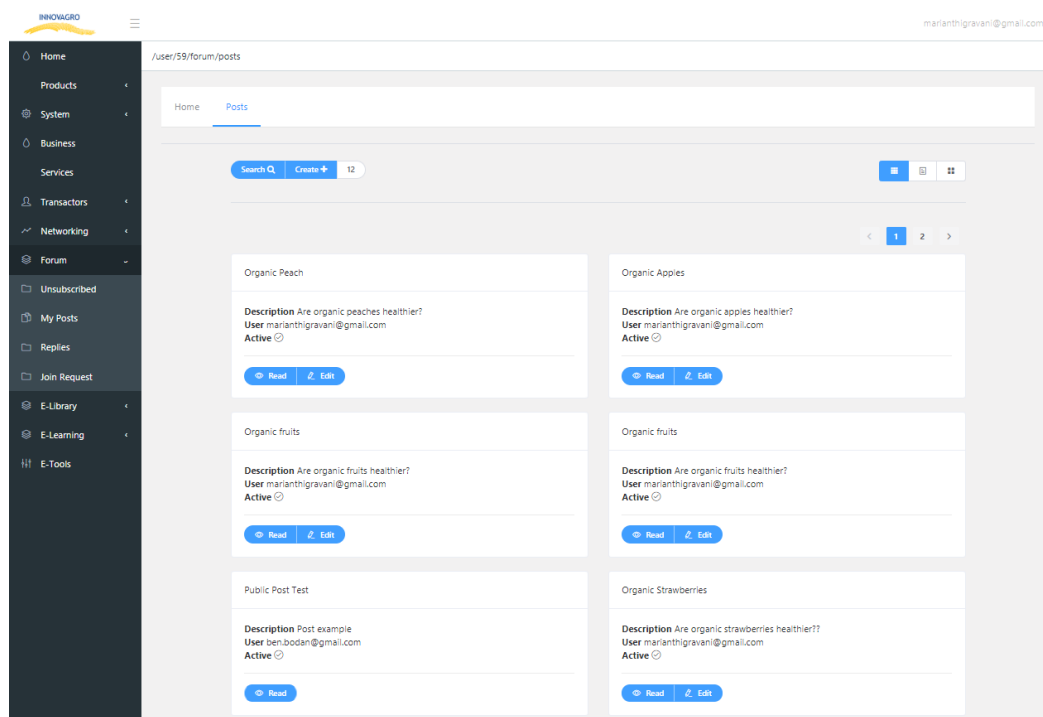 INNOVAGRO
marianthigravani@gmail.com
Home
Products
System
Business
Services
Transactors
Networking
Forum
Unsubscribed
My Posts
Replies
Join Request
E-Library
E-Learning
E-Tools
/user/59/forum/posts
Home Posts
Search Create + 12
< 1 2 >
Organic Peach
Description Are organic peaches healthier?
User marianthigravani@gmail.com
Active
Read Edit
Organic Apples
Description Are organic apples healthier?
User marianthigravani@gmail.com
Active
Read Edit
Organic fruits
Description Are organic fruits healthier?
User marianthigravani@gmail.com
Active
Read Edit
Organic fruits
Description Are organic fruits healthier?
User marianthigravani@gmail.com
Active
Read Edit
Public Post Test
Description Post example
User ben.bodan@gmail.com
Active
Read
Organic Strawberries
Description Are organic strawberries healthier??
User marianthigravani@gmail.com
Active
Read Edit